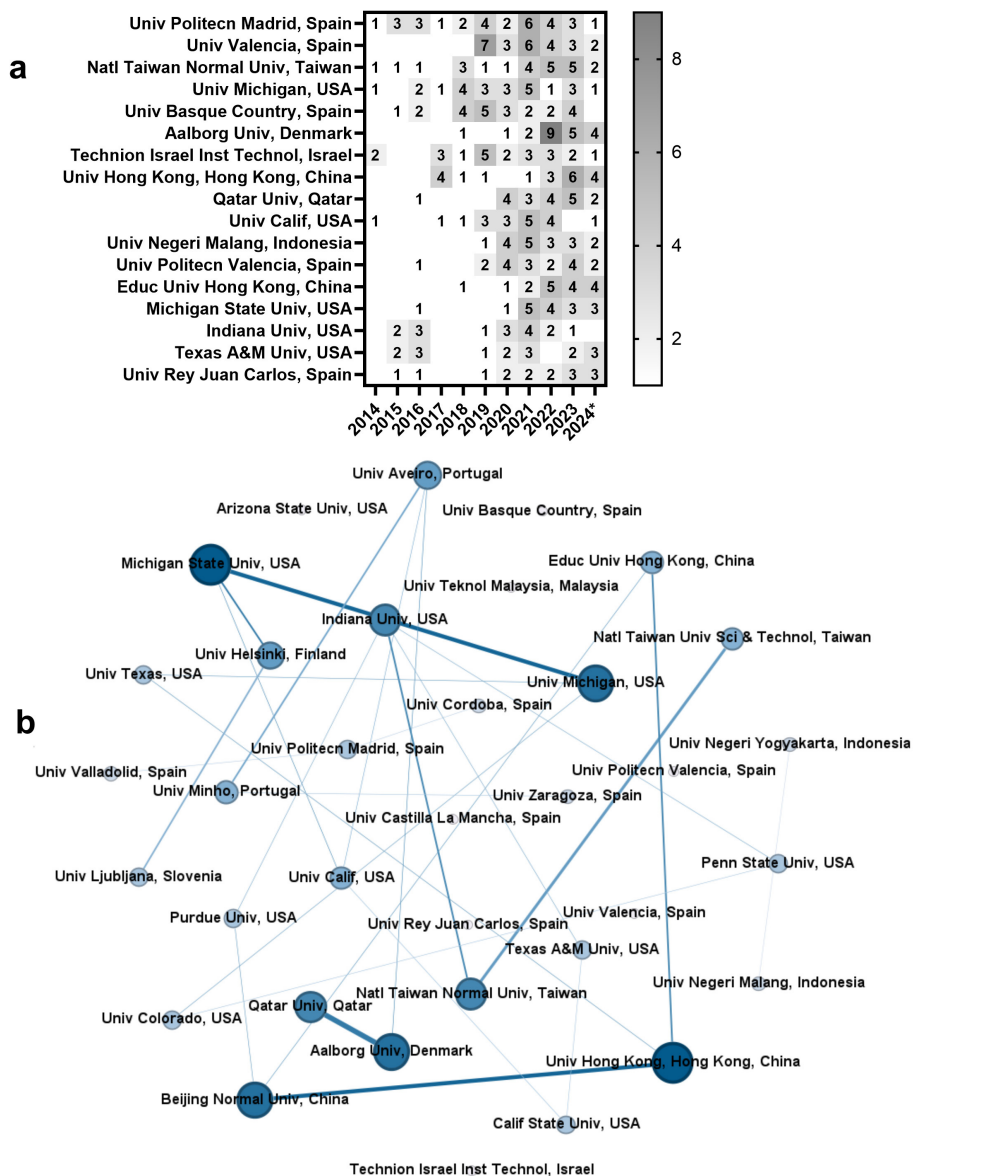 a
Univ Politecn Madrid, Spain 1 3 3 1 2 4 2 6 4 3 1
Univ Valencia, Spain 7 3 6 4 3 2
Natl Taiwan Normal Univ, Taiwan 1 1 1 3 1 1 4 5 5 2
Univ Michigan, USA 1 2 1 4 3 3 5 1 3 1
Univ Basque Country, Spain 1 2 4 5 3 2 2 4
Aalborg Univ, Denmark 1 1 2 9 5 4
Technion Israel Inst Technol, Israel 2 3 1 5 2 3 3 2 1
Univ Hong Kong, Hong Kong, China 4 1 1 1 3 6 4
Qatar Univ, Qatar 1 4 3 4 5 2
Univ Calif, USA 1 1 1 3 3 5 4 1
Univ Negeri Malang, Indonesia 1 4 5 3 3 2
Univ Politecn Valencia, Spain 1 2 4 3 2 4 2
Educ Univ Hong Kong, China 1 1 2 5 4 4
Michigan State Univ, USA 1 1 5 4 3 3
Indiana Univ, USA 2 3 1 3 4 2 1
Texas A&M Univ, USA 2 3 1 2 3 2 3
Univ Rey Juan Carlos, Spain 1 1 1 2 2 2 3 3
2014 2015 2016 2017 2018 2019 2020 2021 2022 2023 2024*
8
6
4
2
b
Univ Aveiro, Portugal
Arizona State Univ, USA
Univ Basque Country, Spain
Michigan State Univ, USA
Educ Univ Hong Kong, China
Univ Teknol Malaysia, Malaysia
Indiana Univ, USA
Natl Taiwan Univ Sci & Technol, Taiwan
Univ Helsinki, Finland
Univ Texas, USA
Univ Michigan, USA
Univ Cordoba, Spain
Univ Negeri Yogyakarta, Indonesia
Univ Politecn Madrid, Spain
Univ Valladolid, Spain
Univ Politecn Valencia, Spain
Univ Minho, Portugal
Univ Zaragoza, Spain
Univ Castilla La Mancha, Spain
Penn State Univ, USA
Univ Ljubljana, Slovenia
Univ Calif, USA
Purdue Univ, USA
Univ Valencia, Spain
Univ Rey Juan Carlos, Spain
Texas A&M Univ, USA
Univ Negeri Malang, Indonesia
Natl Taiwan Normal Univ, Taiwan
Qatar Univ, Qatar
Univ Colorado, USA
Aalborg Univ, Denmark
Univ Hong Kong, Hong Kong, China
Beijing Normal Univ, China
Calif State Univ, USA
Technion Israel Inst Technol, Israel